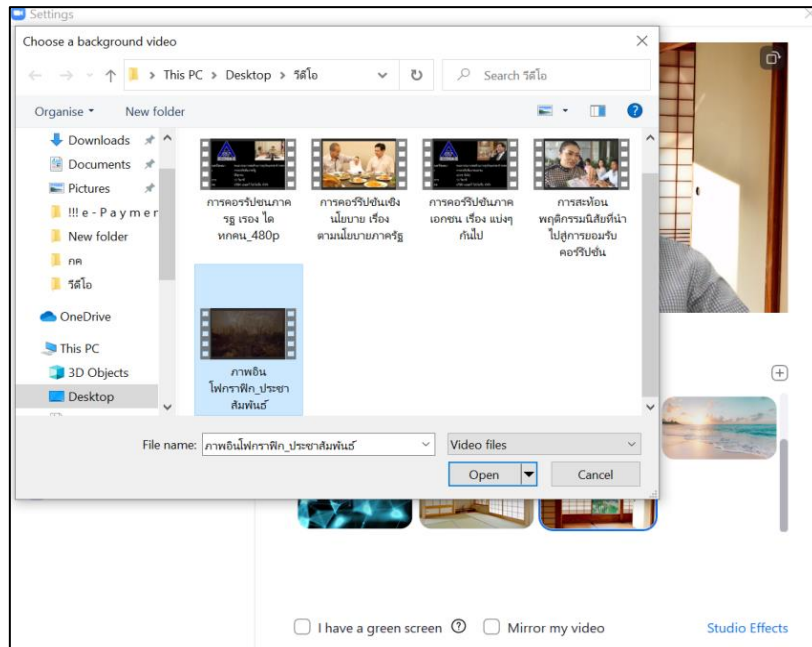 Settings
Choose a background video
This PC > Desktop > วีดีโอ
Search วีดีโอ
Organise
New folder
Downloads
Documents
Pictures
!!! e - P a y m e r
New folder
กค
วีดีโอ
OneDrive
This PC
3D Objects
Desktop
การคอรัปชั่นภาค
รฐ เรอง ได
ทกคน_480p
การคอร์รัปชั่นเชิง
นโยบาย เรื่อง
ตามนโยบายภาครัฐ
การคอร์รัปชั่นภาค
เอกชน เรื่อง แบ่งๆ
กันไป
การสะท้อน
พฤติกรรมนิสัยที่นำ
ไปสู่การยอมรับ
คอร์รัปชั่น
ภาพอิน
โฟกราฟิก_ประชา
สัมพันธ์
File name: ภาพอินโฟกราฟิก_ประชาสัมพันธ์
Video files
Open
Cancel
I have a green screen
Mirror my video
Studio Effects